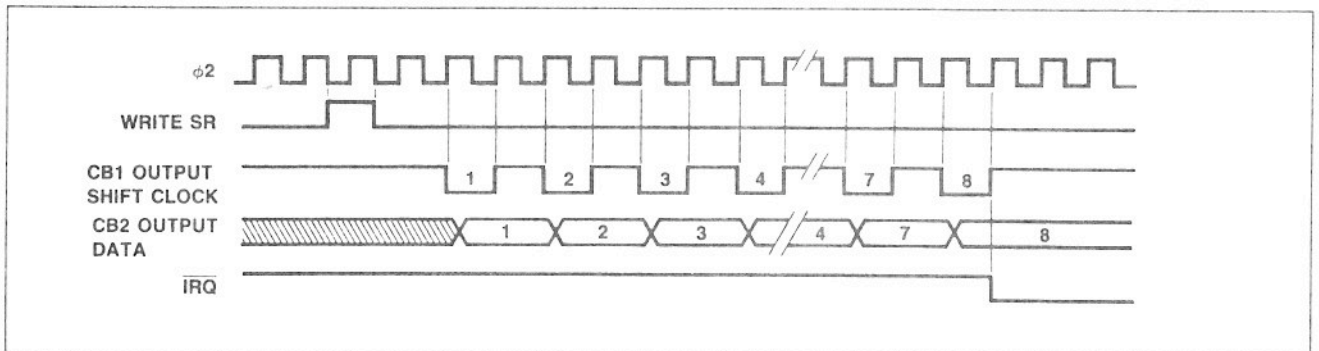 φ2
WRITE SR
CB1 OUTPUT
SHIFT CLOCK
1 2 3 4 7 8
CB2 OUTPUT
DATA
1 2 3 4 7 8
IRQ